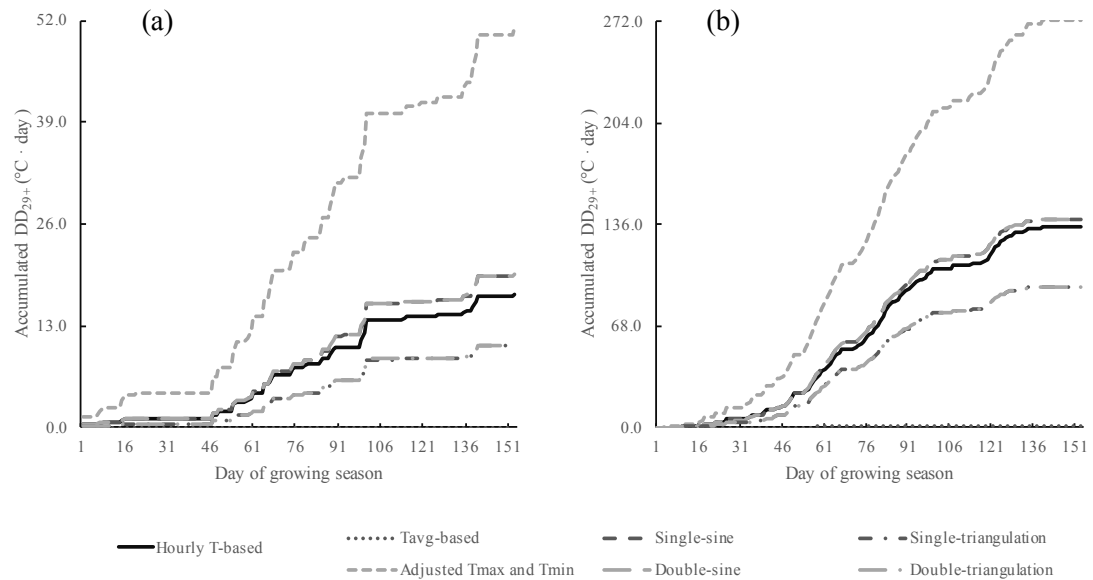 (a)
52.0
39.0
26.0
13.0
0.0
Accumulated DD29+ (°C · day )
1 16 31 46 61 76 91 106 121 136 151
Day of growing season
(b)
272.0
204.0
136.0
68.0
0.0
Accumulated DD29+ (°C · day )
1 16 31 46 61 76 91 106 121 136 151
Day of growing season
Hourly T-based
Tavg-based
Single-sine
Single-triangulation
Adjusted Tmax and Tmin
Double-sine
Double-triangulation